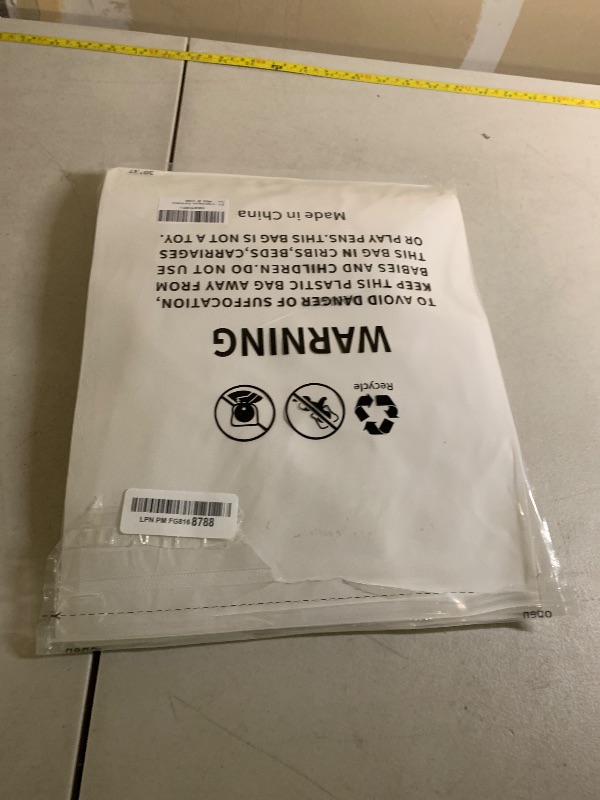 Recycle
WARNING
TO AVOID DANGER OF SUFFOCATION,
KEEP THIS PLASTIC BAG AWAY FROM
BABIES AND CHILDREN.DO NOT USE
THIS BAG IN CRIBS,BEDS,CARRIAGES
OR PLAY PENS.THIS BAG IS NOT A TOY.
Made in China
LPN PM FG816 8788
open
open